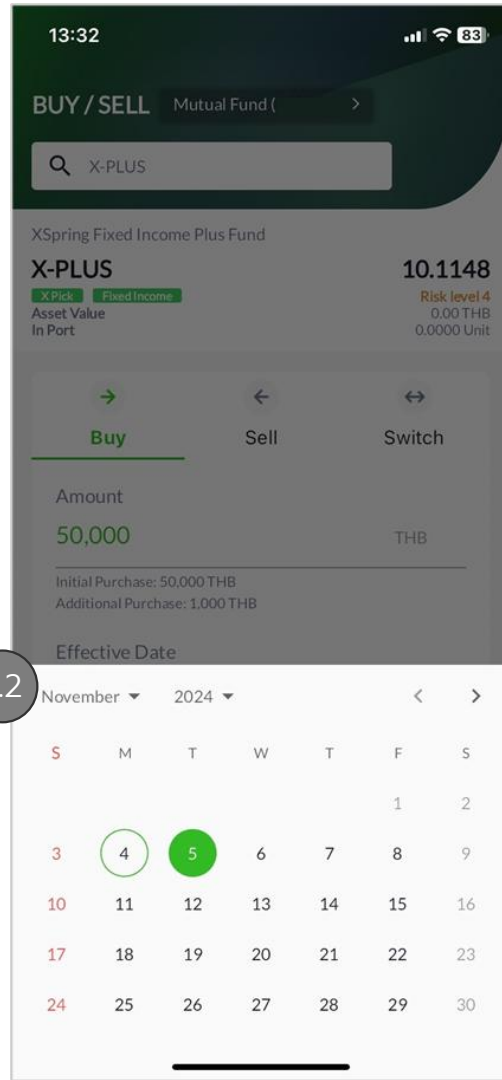 13:32 83
BUY / SELL Mutual Fund (
X-PLUS
XSpring Fixed Income Plus Fund
X-PLUS 10.1148
X Pick Fixed Income Risk level 4
Asset Value 0.00 THB
In Port 0.0000 Unit
Buy Sell Switch
Amount
50,000 THB
Initial Purchase: 50,000 THB
Additional Purchase: 1,000 THB
Effective Date
.2
November 2024
S M T W T F S
1 2
3 4 5 6 7 8 9
10 11 12 13 14 15 16
17 18 19 20 21 22 23
24 25 26 27 28 29 30